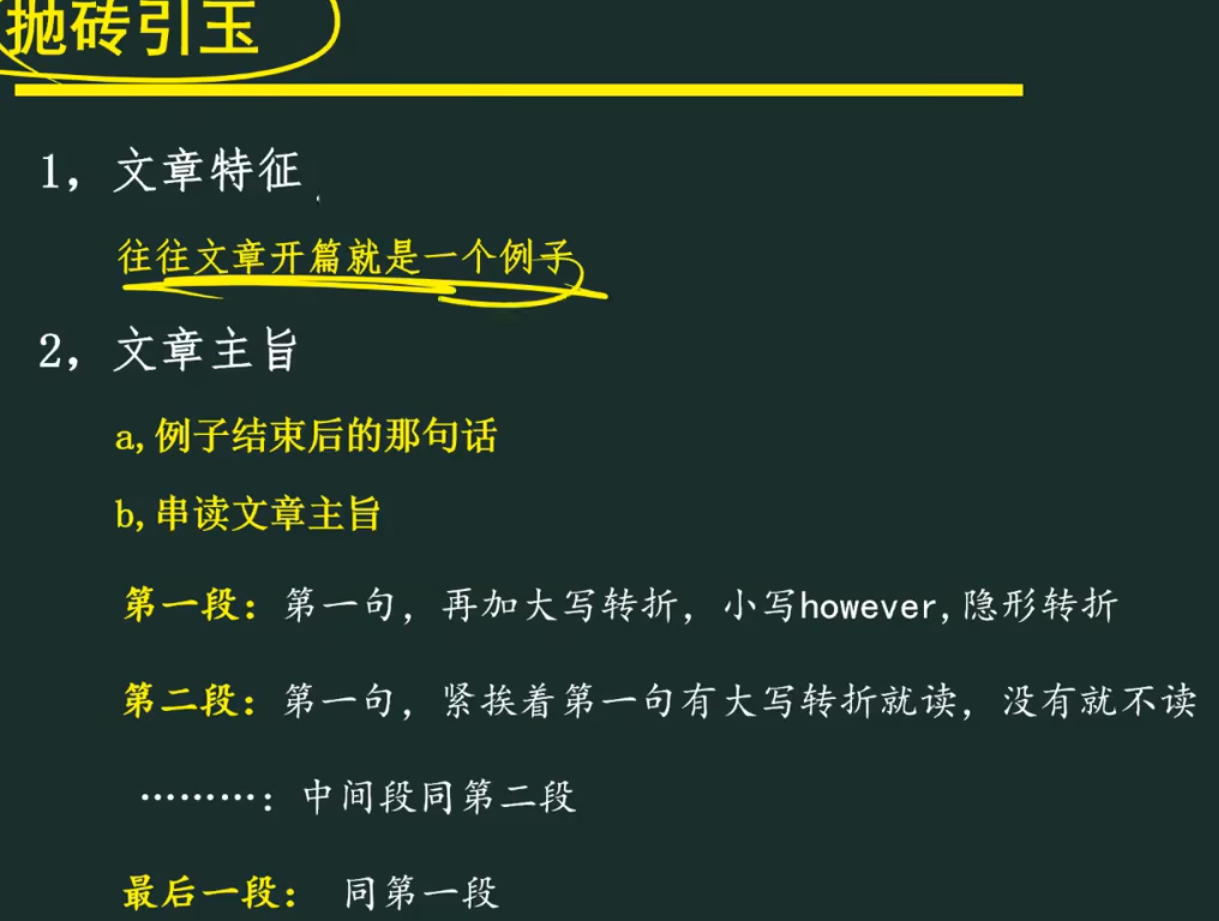 抛砖引玉
1，文章特征
往往文章开篇就是一个例子
2，文章主旨
a,例子结束后的那句话
b,串读文章主旨
第一段：第一句，再加大写转折，小写however,隐形转折
第二段：第一句，紧挨着第一句有大写转折就读，没有就不读
………：中间段同第二段
最后一段：同第一段